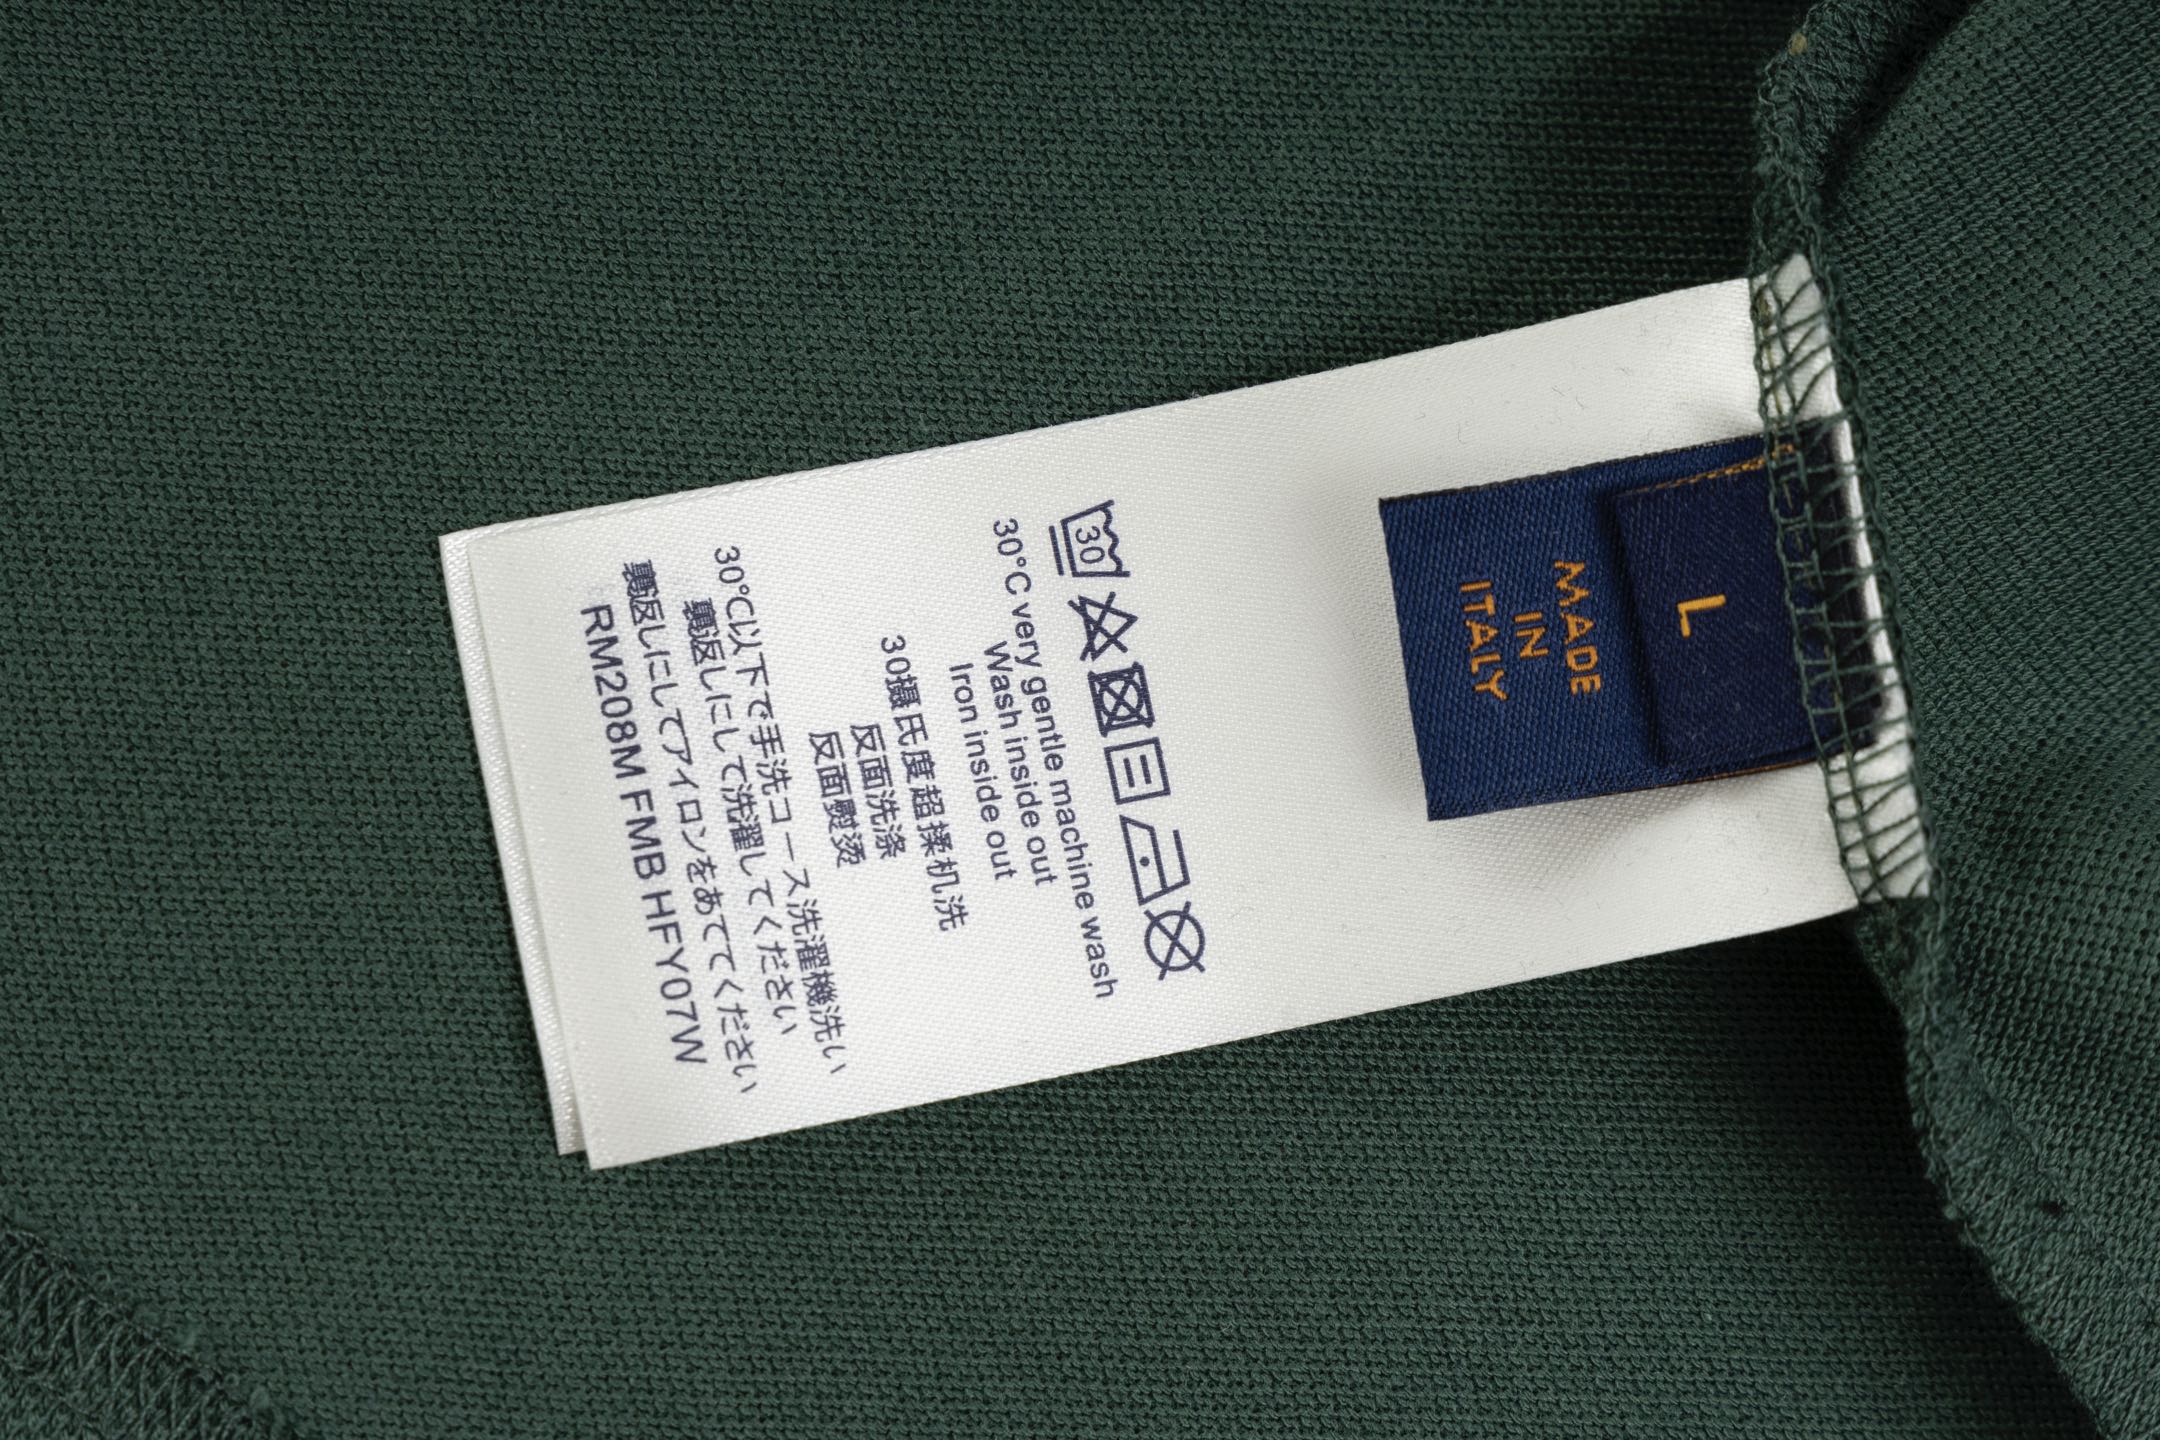 L
MADE
IN
ITALY
30
30°C very gentle machine wash
Wash inside out
Iron inside out
30摄氏度超揉机洗
反面洗涤
反面熨烫
30℃以下で手洗コース洗濯機洗い
裏返しにして洗濯してください
裏返しにしてアイロンをあててください
RM208M FMB HFY07W